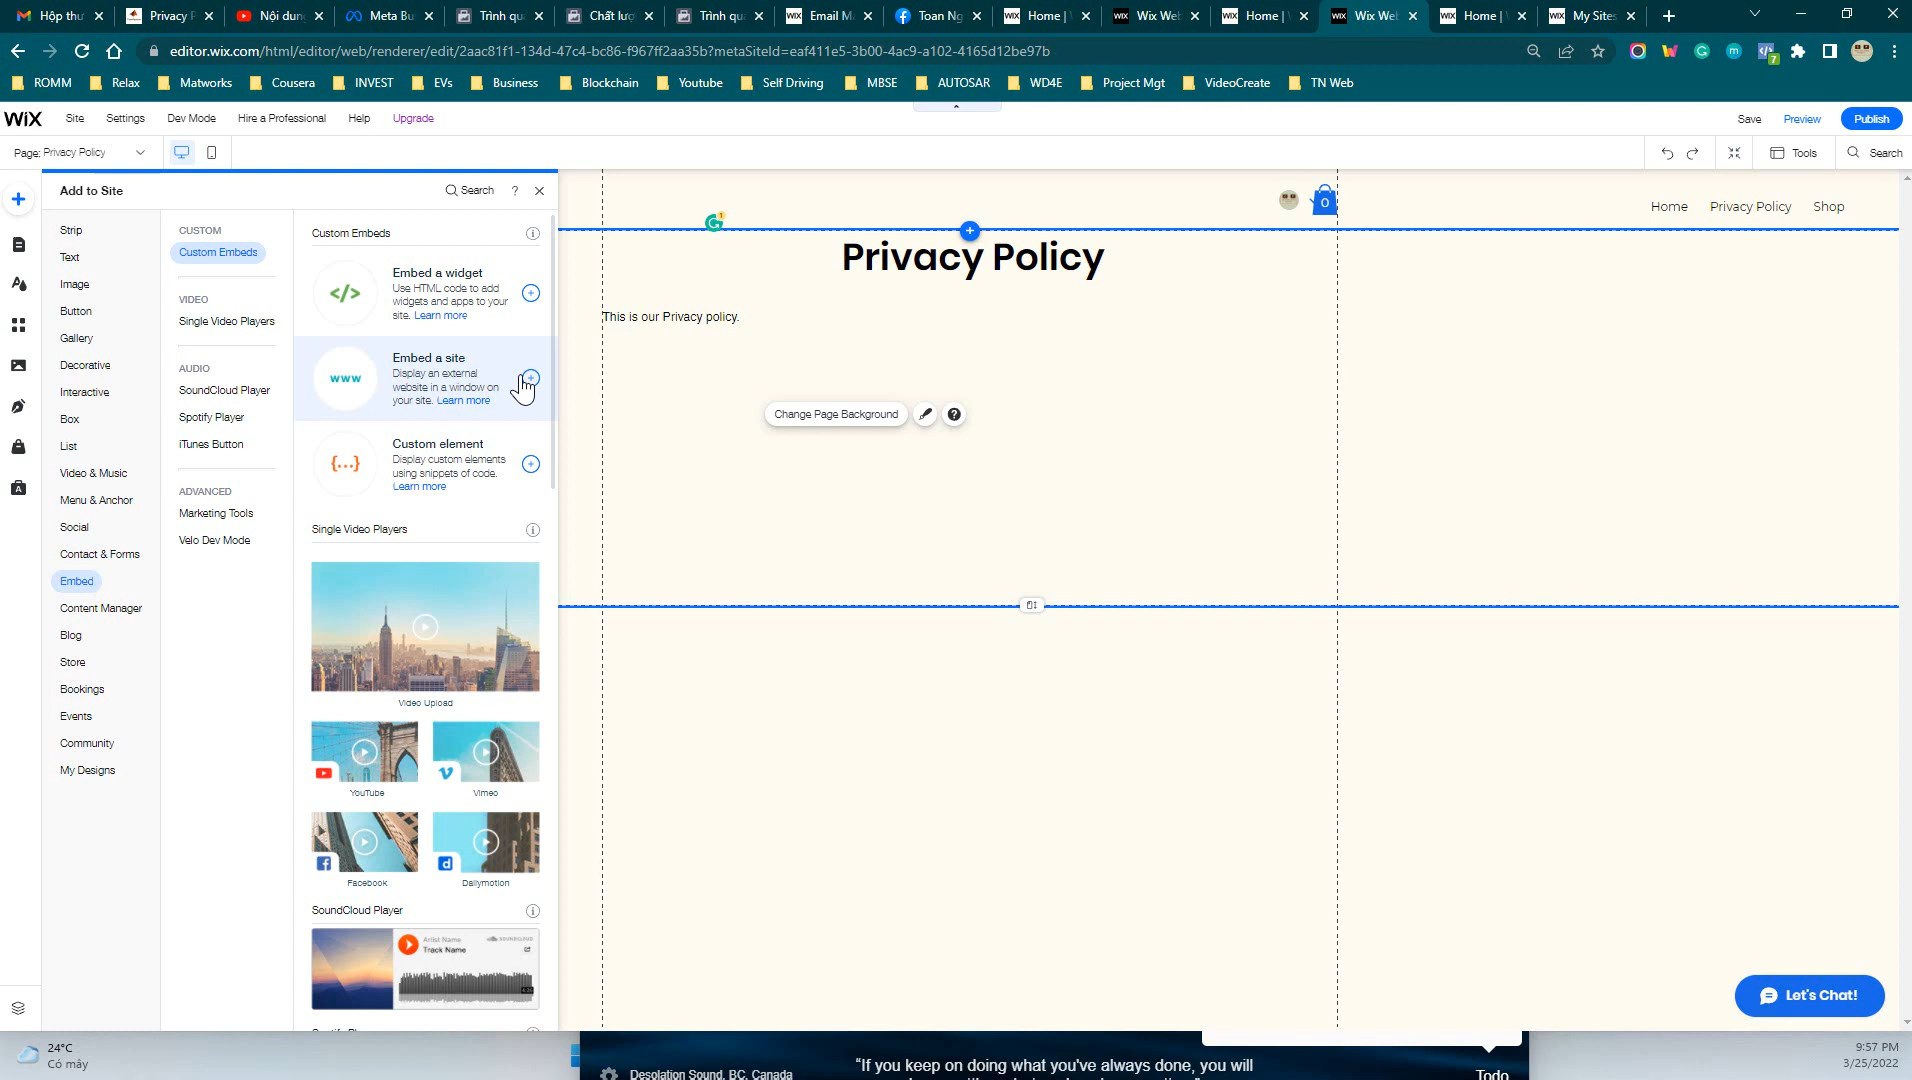 Hộp thư
Privacy P
Nội dung
Meta Bu
Trình qu
Chất lượ
Trình qu
Email M
Toan Ng
Home |
Wix Web
Home |
Wix Web
Home |
My Sites
editor.wix.com/html/editor/web/renderer/edit/2aac81f1-134d-47c4-bc86-f967ff2aa35b?metaSiteId=eaf411e5-3b00-4ac9-a102-4165d12be97b
7
ROMM
Relax
Matworks
Cousera
INVEST
EVs
Business
Blockchain
Youtube
Self Driving
MBSE
AUTOSAR
WD4E
Project Mgt
VideoCreate
TN Web
WiX
Site
Settings
Dev Mode
Hire a Professional
Help
Upgrade
Save
Preview
Publish
Page: Privacy Policy
Tools
Search
Add to Site
Search
?
Strip
Text
Image
Button
Gallery
Decorative
Interactive
Box
List
Video & Music
Menu & Anchor
Social
Contact & Forms
Embed
Content Manager
Blog
Store
Bookings
Events
Community
My Designs
CUSTOM
Custom Embeds
VIDEO
Single Video Players
AUDIO
SoundCloud Player
Spotify Player
iTunes Button
ADVANCED
Marketing Tools
Velo Dev Mode
Custom Embeds
Embed a widget
Use HTML code to add
widgets and apps to your
site. Learn more
www
Embed a site
Display an external
website in a window on
your site. Learn more
{...}
Custom element
Display custom elements
using snippets of code.
Learn more
Single Video Players
Video Upload
YouTube
Vimeo
Facebook
Dailymotion
SoundCloud Player
Artist Name
Track Name
SOUNDCLOUD
0
Home
Privacy Policy
Shop
1
Privacy Policy
This is our Privacy policy.
Change Page Background
Let's Chat!
24°C
Có mây
Desolation Sound, BC, Canada
“If you keep on doing what you've always done, you will
Todo
9:57 PM
3/25/2022